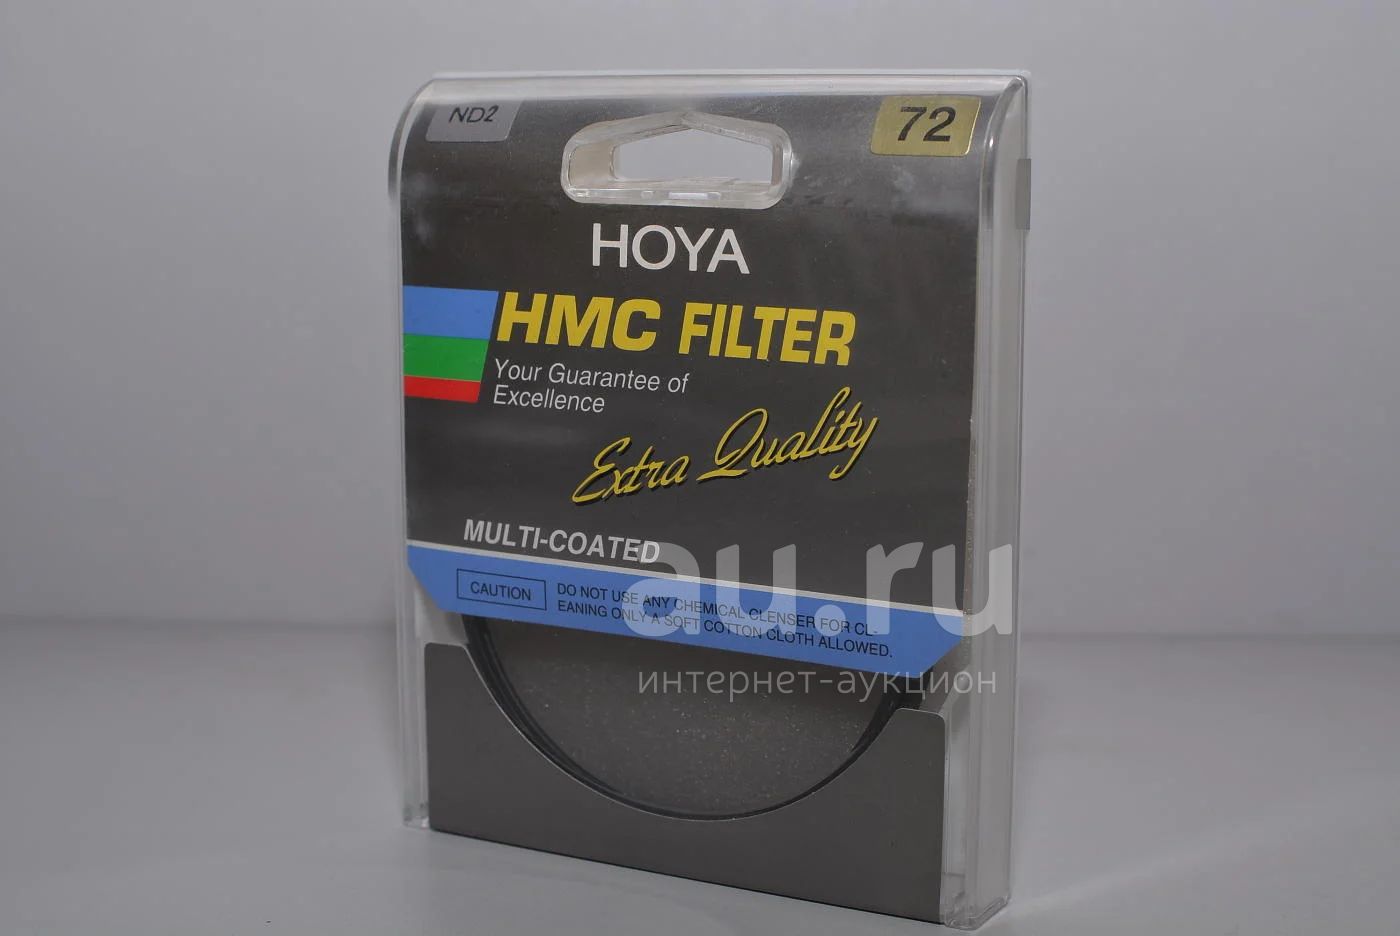 ND2
72
HOYA
HMC FILTER
Your Guarantee of
Excellence
Extra Quality
MULTI-COATED
CAUTION
DO NOT USE ANY CHEMICAL CLENSER FOR CL-
EANING ONLY A SOFT COTTON CLOTH ALLOWED.
au.ru
интернет-аукцион